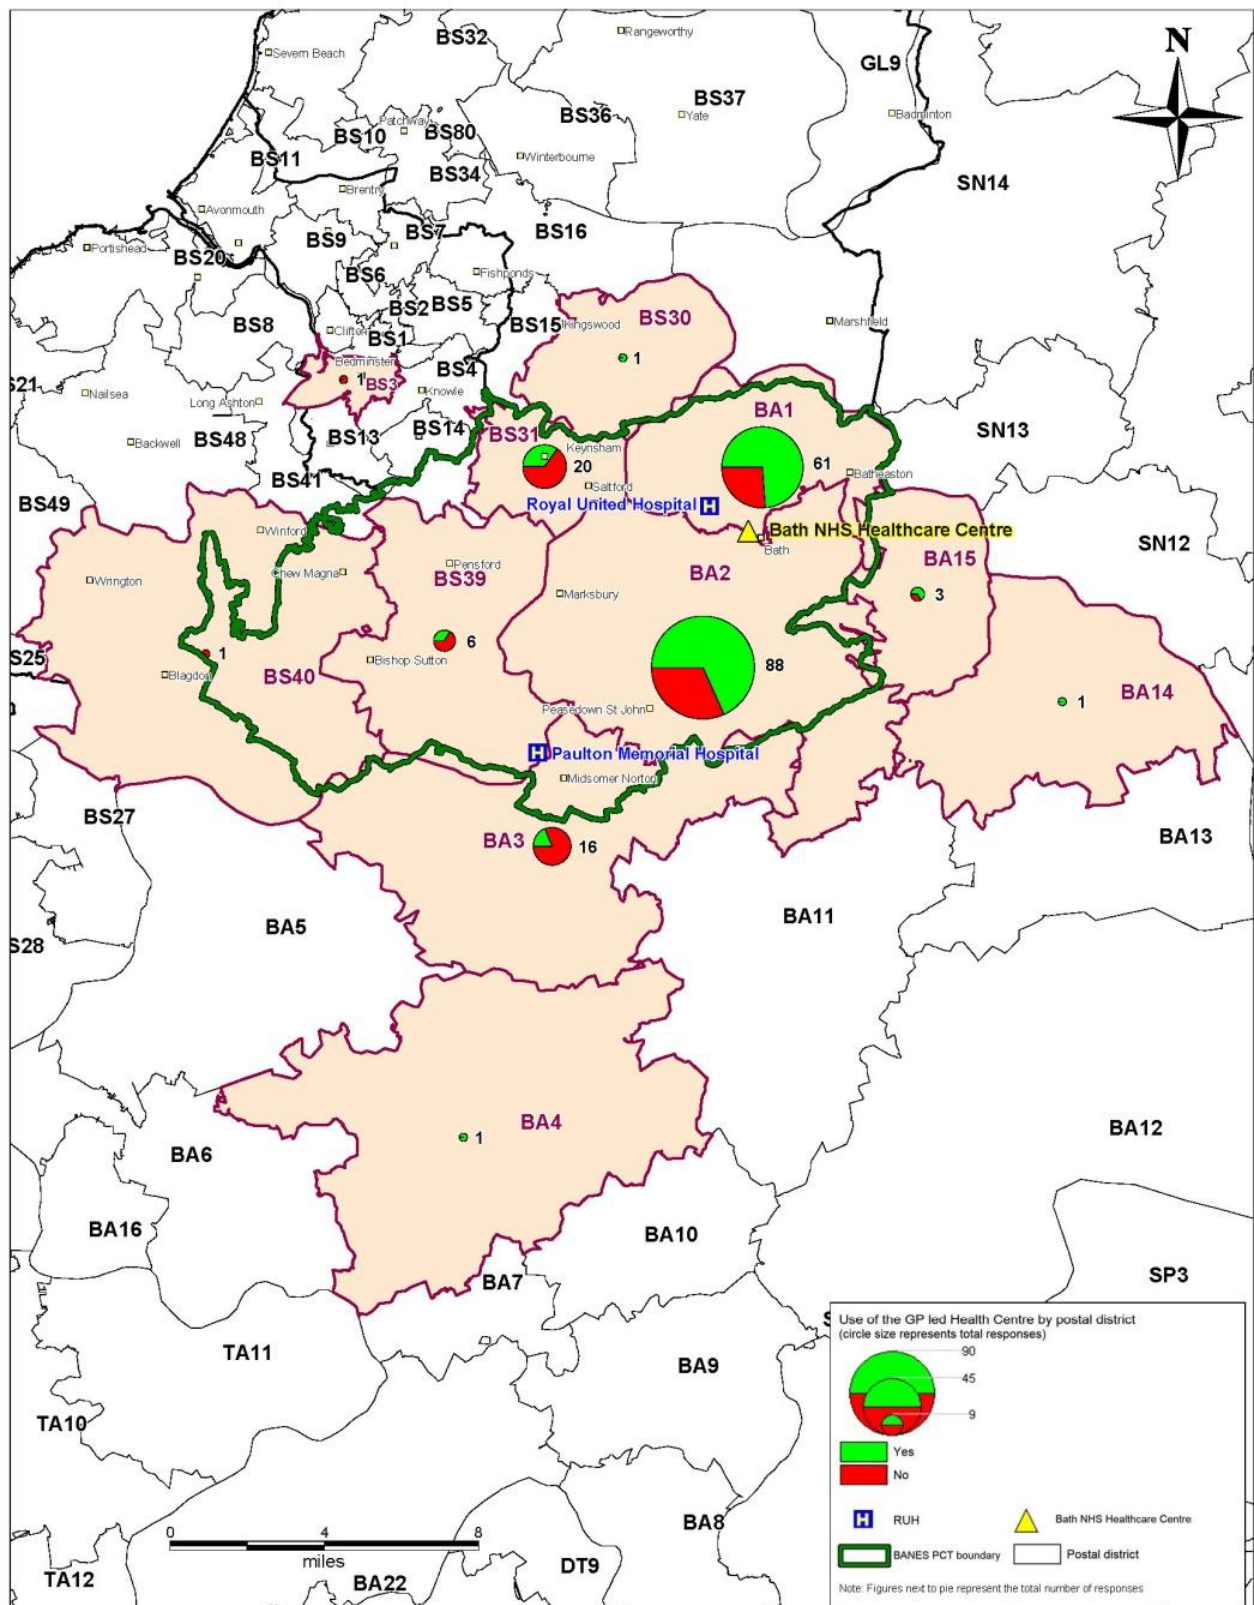 BS32
Rangeworthy
N
Severn Beach
GL9
BS37
BS36
Yate
Badminton
Patchway
BS10
BS80
BS11
Winterbourne
BS34
SN14
Brentry
Avonmouth
BS7
BS16
BS9
Portishead
BS20
BS6
Fishponds
BS2
BS5
BS8
BS15
Kingswood
BS30
Marshfield
Clifton
BS1
1
Bedminster
BS4
1
BS3
S21
Nailsea
Knowle
Long Ashton
BA1
BS14
BS31
SN13
Backwell
BS48
BS13
Keynsham
20
61
Batheaston
BS41
Saltford
BS49
Royal United Hospital
H
Winford
Bath NHS Healthcare Centre
Bath
SN12
Wrington
Chew Magna
Pensford
BS39
BA2
BA15
Marksbury
3
6
1
S25
Blagdon
BS40
Bishop Sutton
88
BA14
1
Peasedown St John
H
Paulton Memorial Hospital
Midsomer Norton
BS27
BA3
16
BA13
BA5
BA11
S28
BA4
1
BA6
BA12
BA16
BA10
BA7
SP3
S
TA11
BA9
TA10
BA8
TA12
BA22
DT9
0
4
8
miles
Use of the GP led Health Centre by postal district
(circle size represents total responses)
90
45
9
Yes
No
H
RUH
Bath NHS Healthcare Centre
BANES PCT boundary
Postal district
Note: Figures next to pie represent the total number of responses